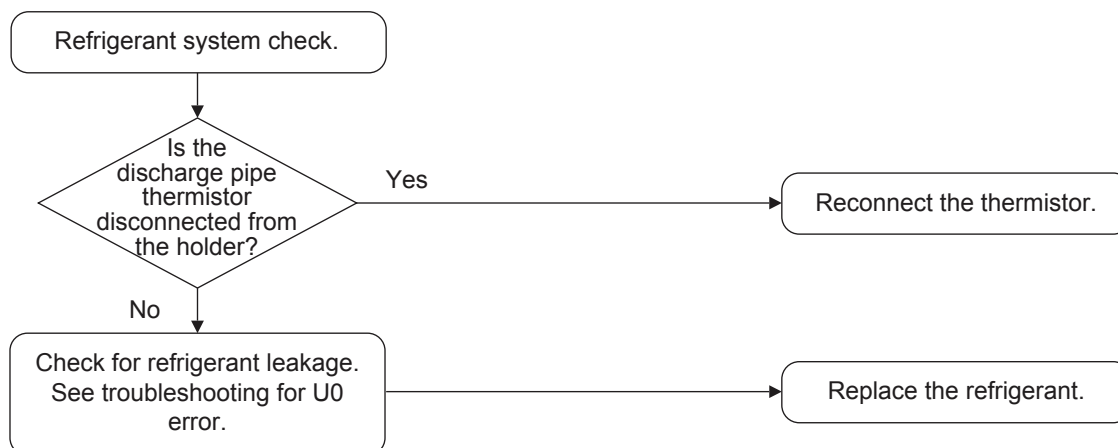 Refrigerant system check.
Is the
discharge pipe
thermistor
disconnected from
the holder?
Yes
Reconnect the thermistor.
No
Check for refrigerant leakage.
See troubleshooting for U0
error.
Replace the refrigerant.